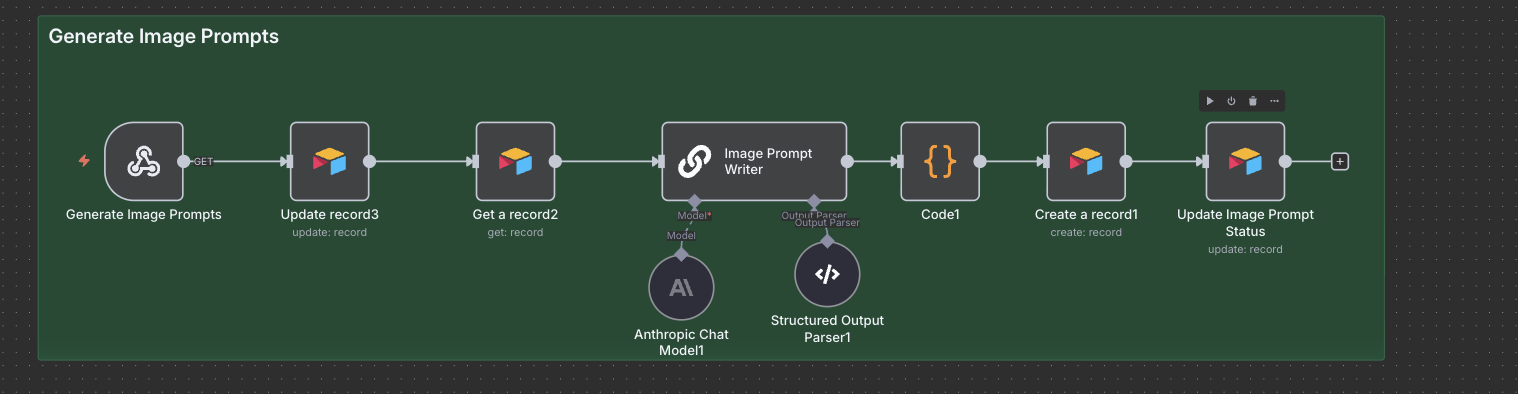 Generate Image Prompts
GET
Image Prompt
Writer
{}
Generate Image Prompts
Update record3
update: record
Get a record2
get: record
Model*
Output Parser
Code1
Create a record1
create: record
Update Image Prompt
Status
update: record
Model
Output Parser
A\
</>
Anthropic Chat
Model1
Structured Output
Parser1